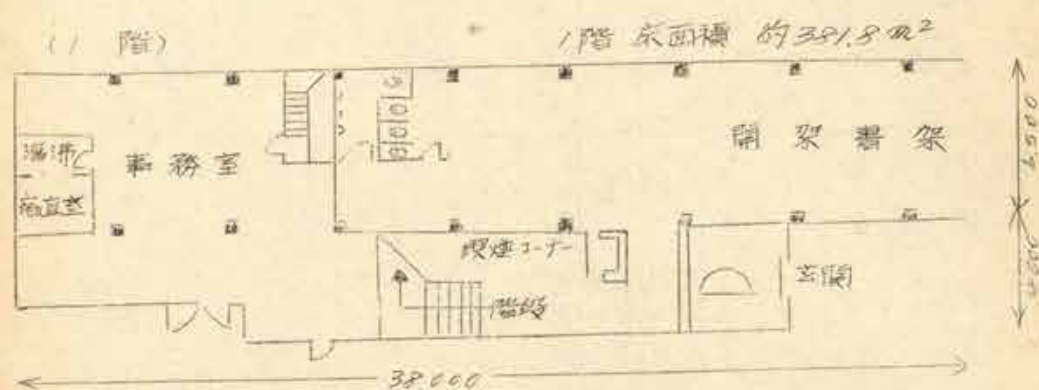 (1 階)
1階 床面積 約381.8m²
湯沸
宿直室
事務室
開架書架
喫煙コーナー
階段
玄関
38.000